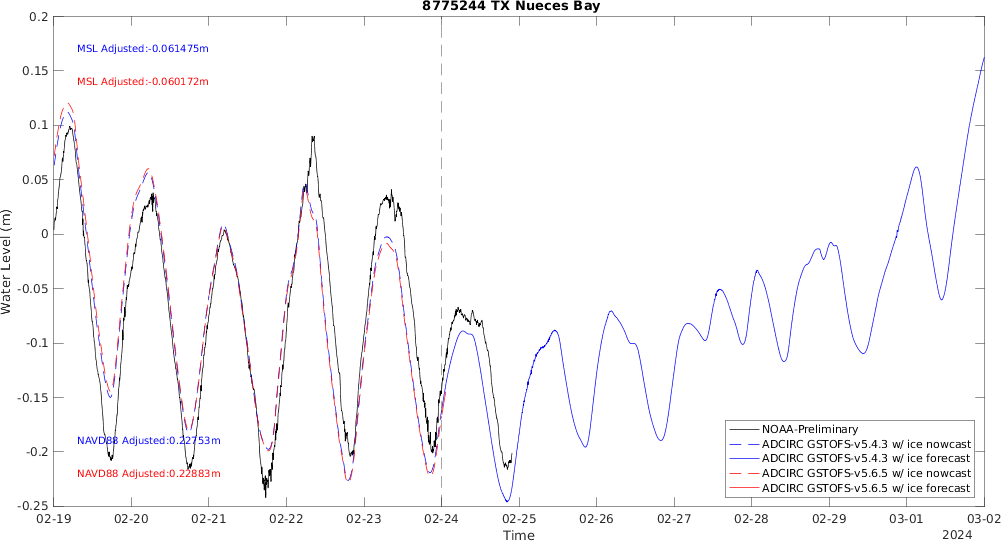 8775244 TX Nueces Bay
0.2
MSL Adjusted:-0.061475m
0.15
MSL Adjusted:-0.060172m
0.1
0.05
0
-0.05
-0.1
-0.15
-0.2
-0.25
Water Level (m)
NAVD88 Adjusted:0.22753m
NAVD88 Adjusted:0.22883m
NOAA-Preliminary
ADCIRC GSTOFS-v5.4.3 w/ ice nowcast
ADCIRC GSTOFS-v5.4.3 w/ ice forecast
ADCIRC GSTOFS-v5.6.5 w/ ice nowcast
ADCIRC GSTOFS-v5.6.5 w/ ice forecast
02-19 02-20 02-21 02-22 02-23 02-24 02-25 02-26 02-27 02-28 02-29 03-01 03-02
Time
2024